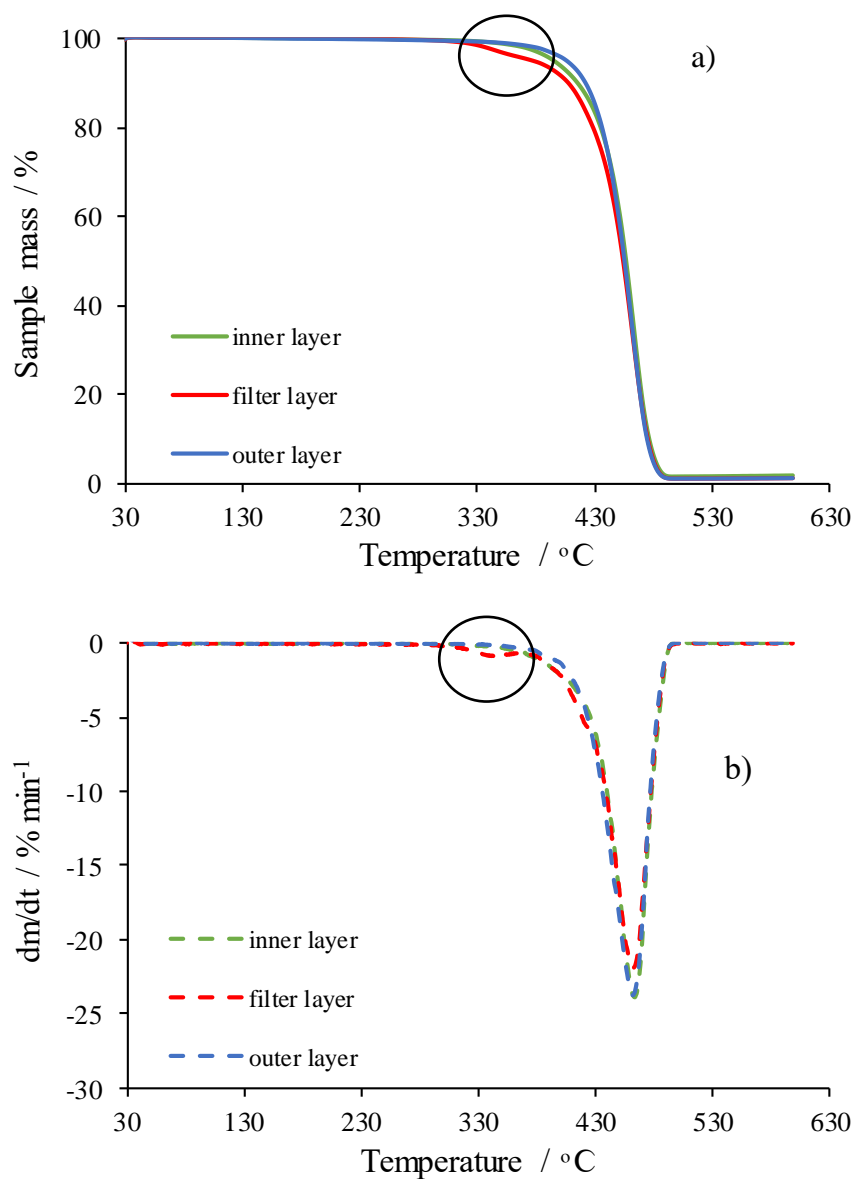 a)
100
80
60
40
20
0
Sample mass / %
inner layer
filter layer
outer layer
30 130 230 330 430 530 630
Temperature / °C
b)
0
-5
-10
-15
-20
-25
-30
dm/dt / % min⁻¹
inner layer
filter layer
outer layer
30 130 230 330 430 530 630
Temperature / °C